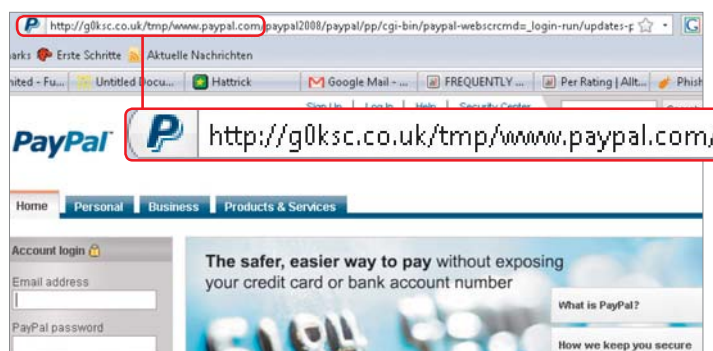 http://g0ksc.co.uk/tmp/www.paypal.com/paypal2008/paypal/pp/cgi-bin/paypal-webscrcmd=_login-run/updates-p
arks Erste Schritte Aktuelle Nachrichten
nited - Fu... Untitled Docu... Hattrick Google Mail - ... FREQUENTLY ... Per Rating | Allt... Phish
Sign Up | Log In | Help | Security Center
PayPal
http://g0ksc.co.uk/tmp/www.paypal.com/
Home Personal Business Products & Services
Account login
The safer, easier way to pay without exposing
your credit card or bank account number
Email address
What is PayPal?
PayPal password
How we keep you secure